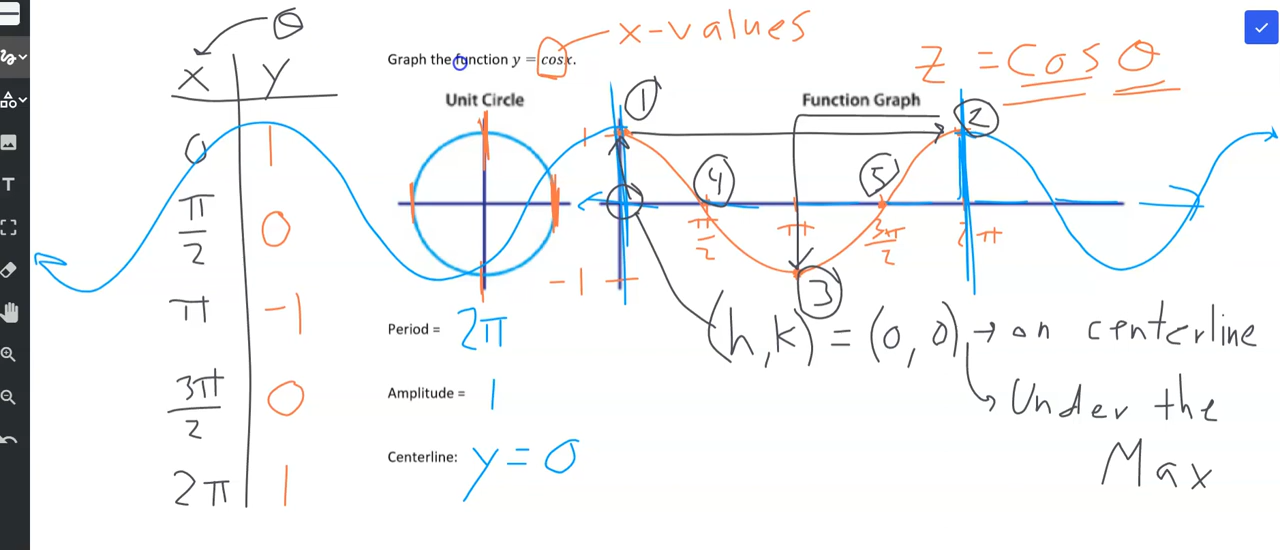 θ
x-values
Graph the function y = cosx.
z = cos θ
X Y
Unit Circle
Function Graph
1
2
1
0 1
4
5
π/2 0
π/2
π
3π/2
2π
-1
3
π -1
(h,k) = (0,0) → on centerline
Period = 2π
3π/2 0
Amplitude = 1
Under the
Max
Centerline: y = 0
2π 1
T